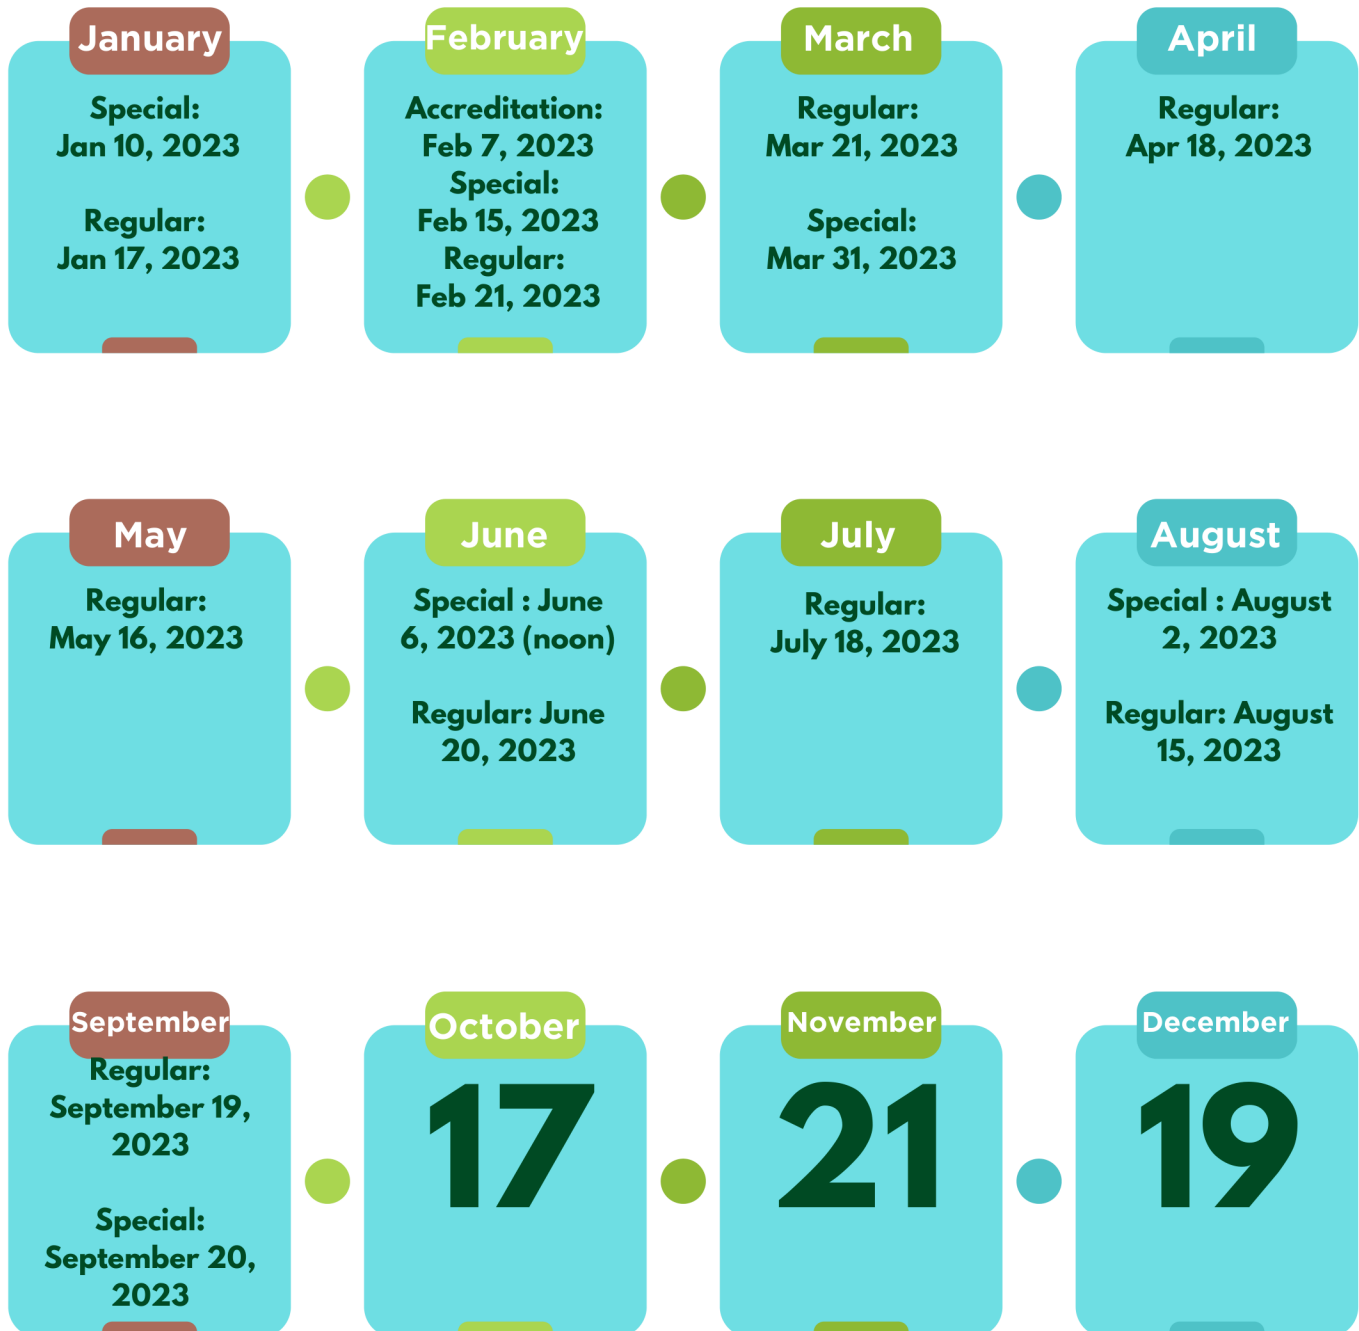 January
Special:
Jan 10, 2023
Regular:
Jan 17, 2023
February
Accreditation:
Feb 7, 2023
Special:
Feb 15, 2023
Regular:
Feb 21, 2023
March
Regular:
Mar 21, 2023
Special:
Mar 31, 2023
April
Regular:
Apr 18, 2023
May
Regular:
May 16, 2023
June
Special : June
6, 2023 (noon)
Regular: June
20, 2023
July
Regular:
July 18, 2023
August
Special : August
2, 2023
Regular: August
15, 2023
September
Regular:
September 19,
2023
Special:
September 20,
2023
October
17
November
21
December
19